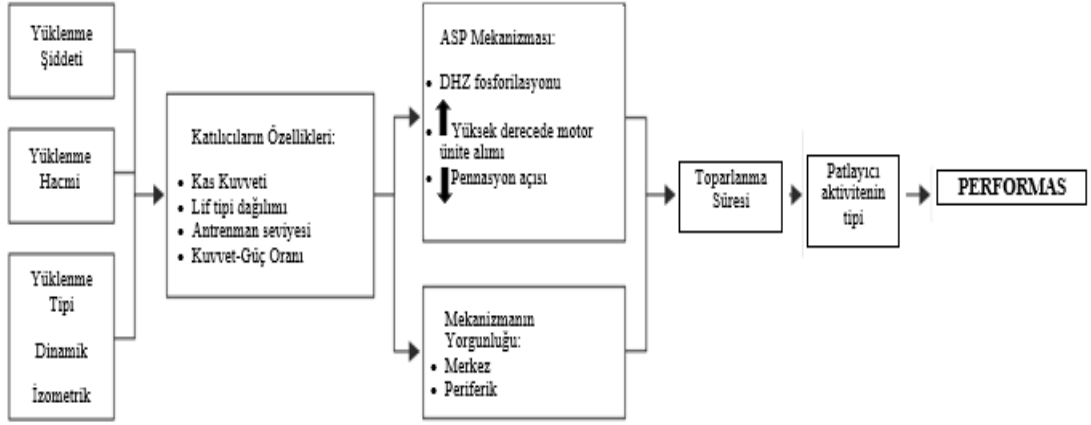 Yüklenme
Şiddeti
Yüklenme
Hacmi
Yüklenme
Tipi
Dinamik
İzometrik
Katılıcıların Özellikleri:
• Kas Kuvveti
• Lif tipi dağılımı
• Antrenman seviyesi
• Kuvvet-Güç Oranı
ASP Mekanizması:
• DHZ fosforilasyonu
• Yüksek derecede motor
ünite alımı
• Pennasyon açısı
Mekanizmanın
Yorgunluğu:
• Merkez
• Periferik
Toparlanma
Süresi
Patlayıcı
aktivitenin
tipi
PERFORMAS